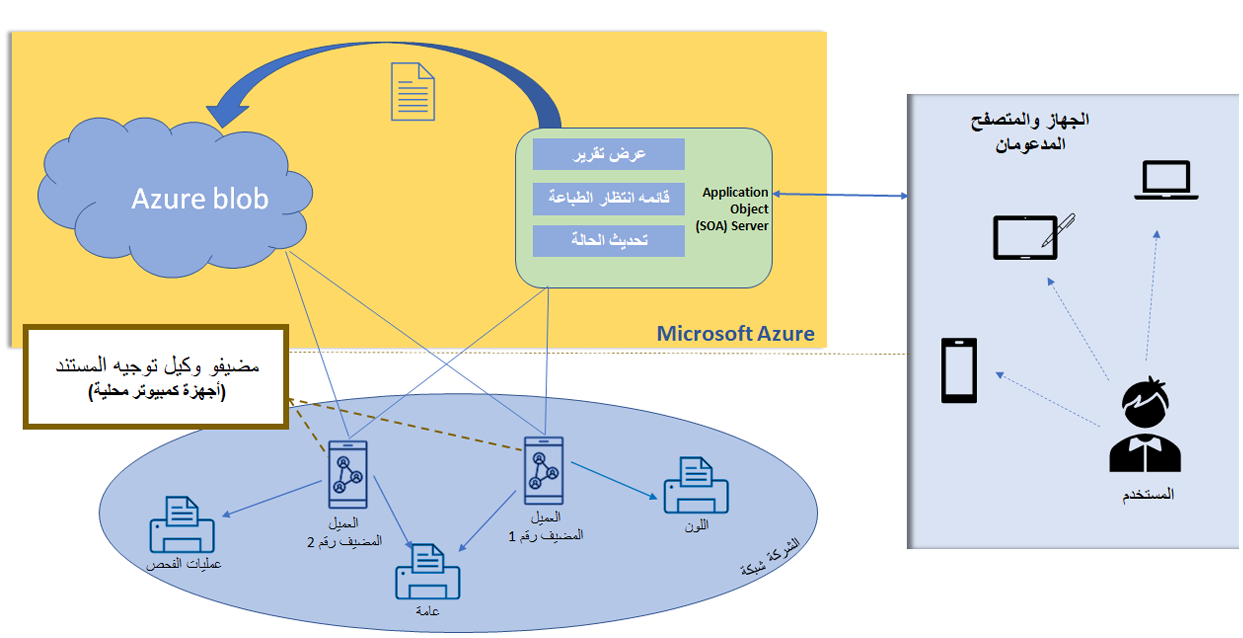 الجهاز والمتصفح
المدعومان
عرض تقرير
قائمه انتظار الطباعة
تحديث الحالة
Application
Object
(SOA) Server
Azure blob
Microsoft Azure
مضيفو وكيل توجيه المستند
(أجهزة كمبيوتر محلية)
المستخدم
اللون
العميل
المضيف رقم 1
العميل
المضيف رقم 2
عمليات الفحص
عامة
الشركة شبكة